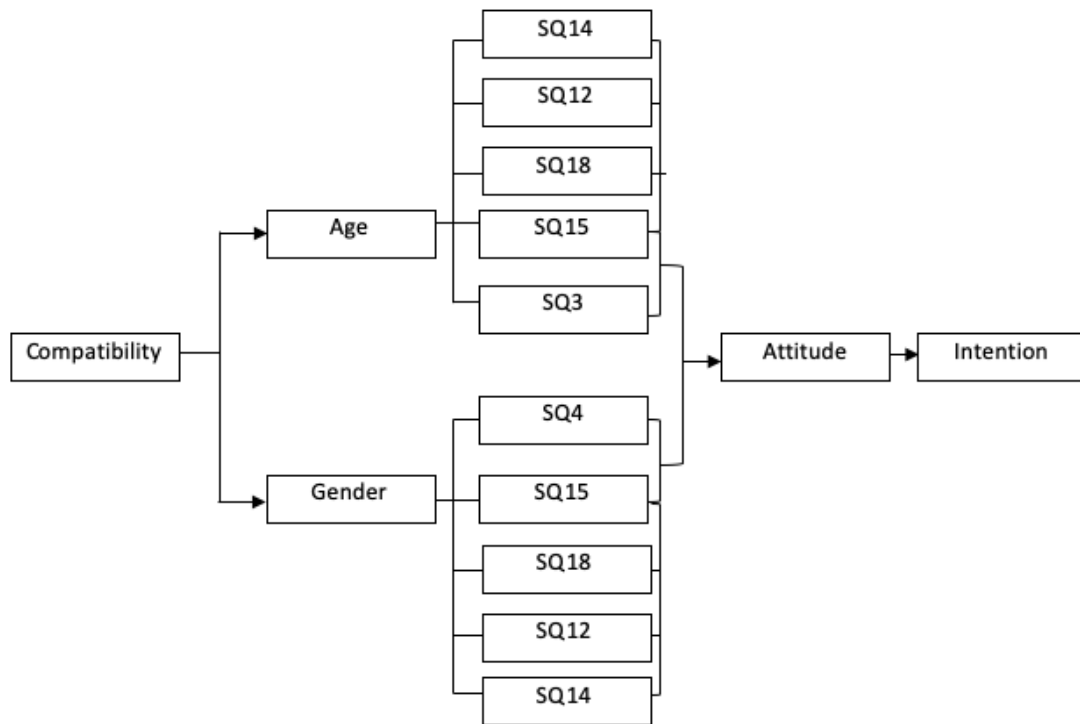 SQ14
SQ12
SQ18
Age
SQ15
SQ3
Compatibility
Attitude
Intention
SQ4
Gender
SQ15
SQ18
SQ12
SQ14